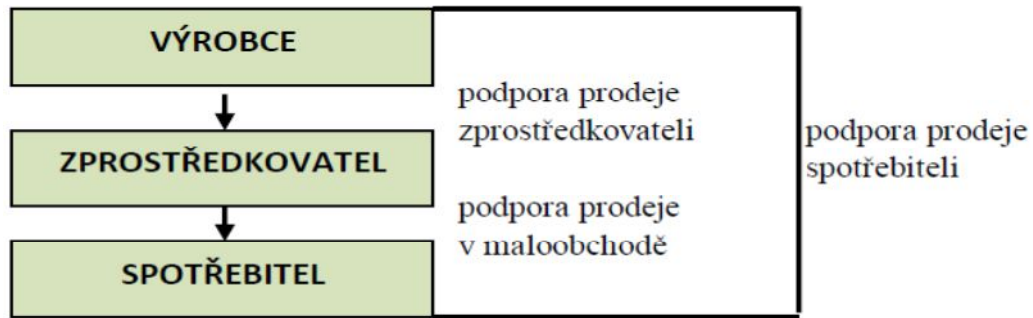 VÝROBCE
podpora prodeje
zprostředkovateli
ZPROSTŘEDKOVATEL
podpora prodeje
spotřebiteli
podpora prodeje
v maloobchodě
SPOTŘEBITEL